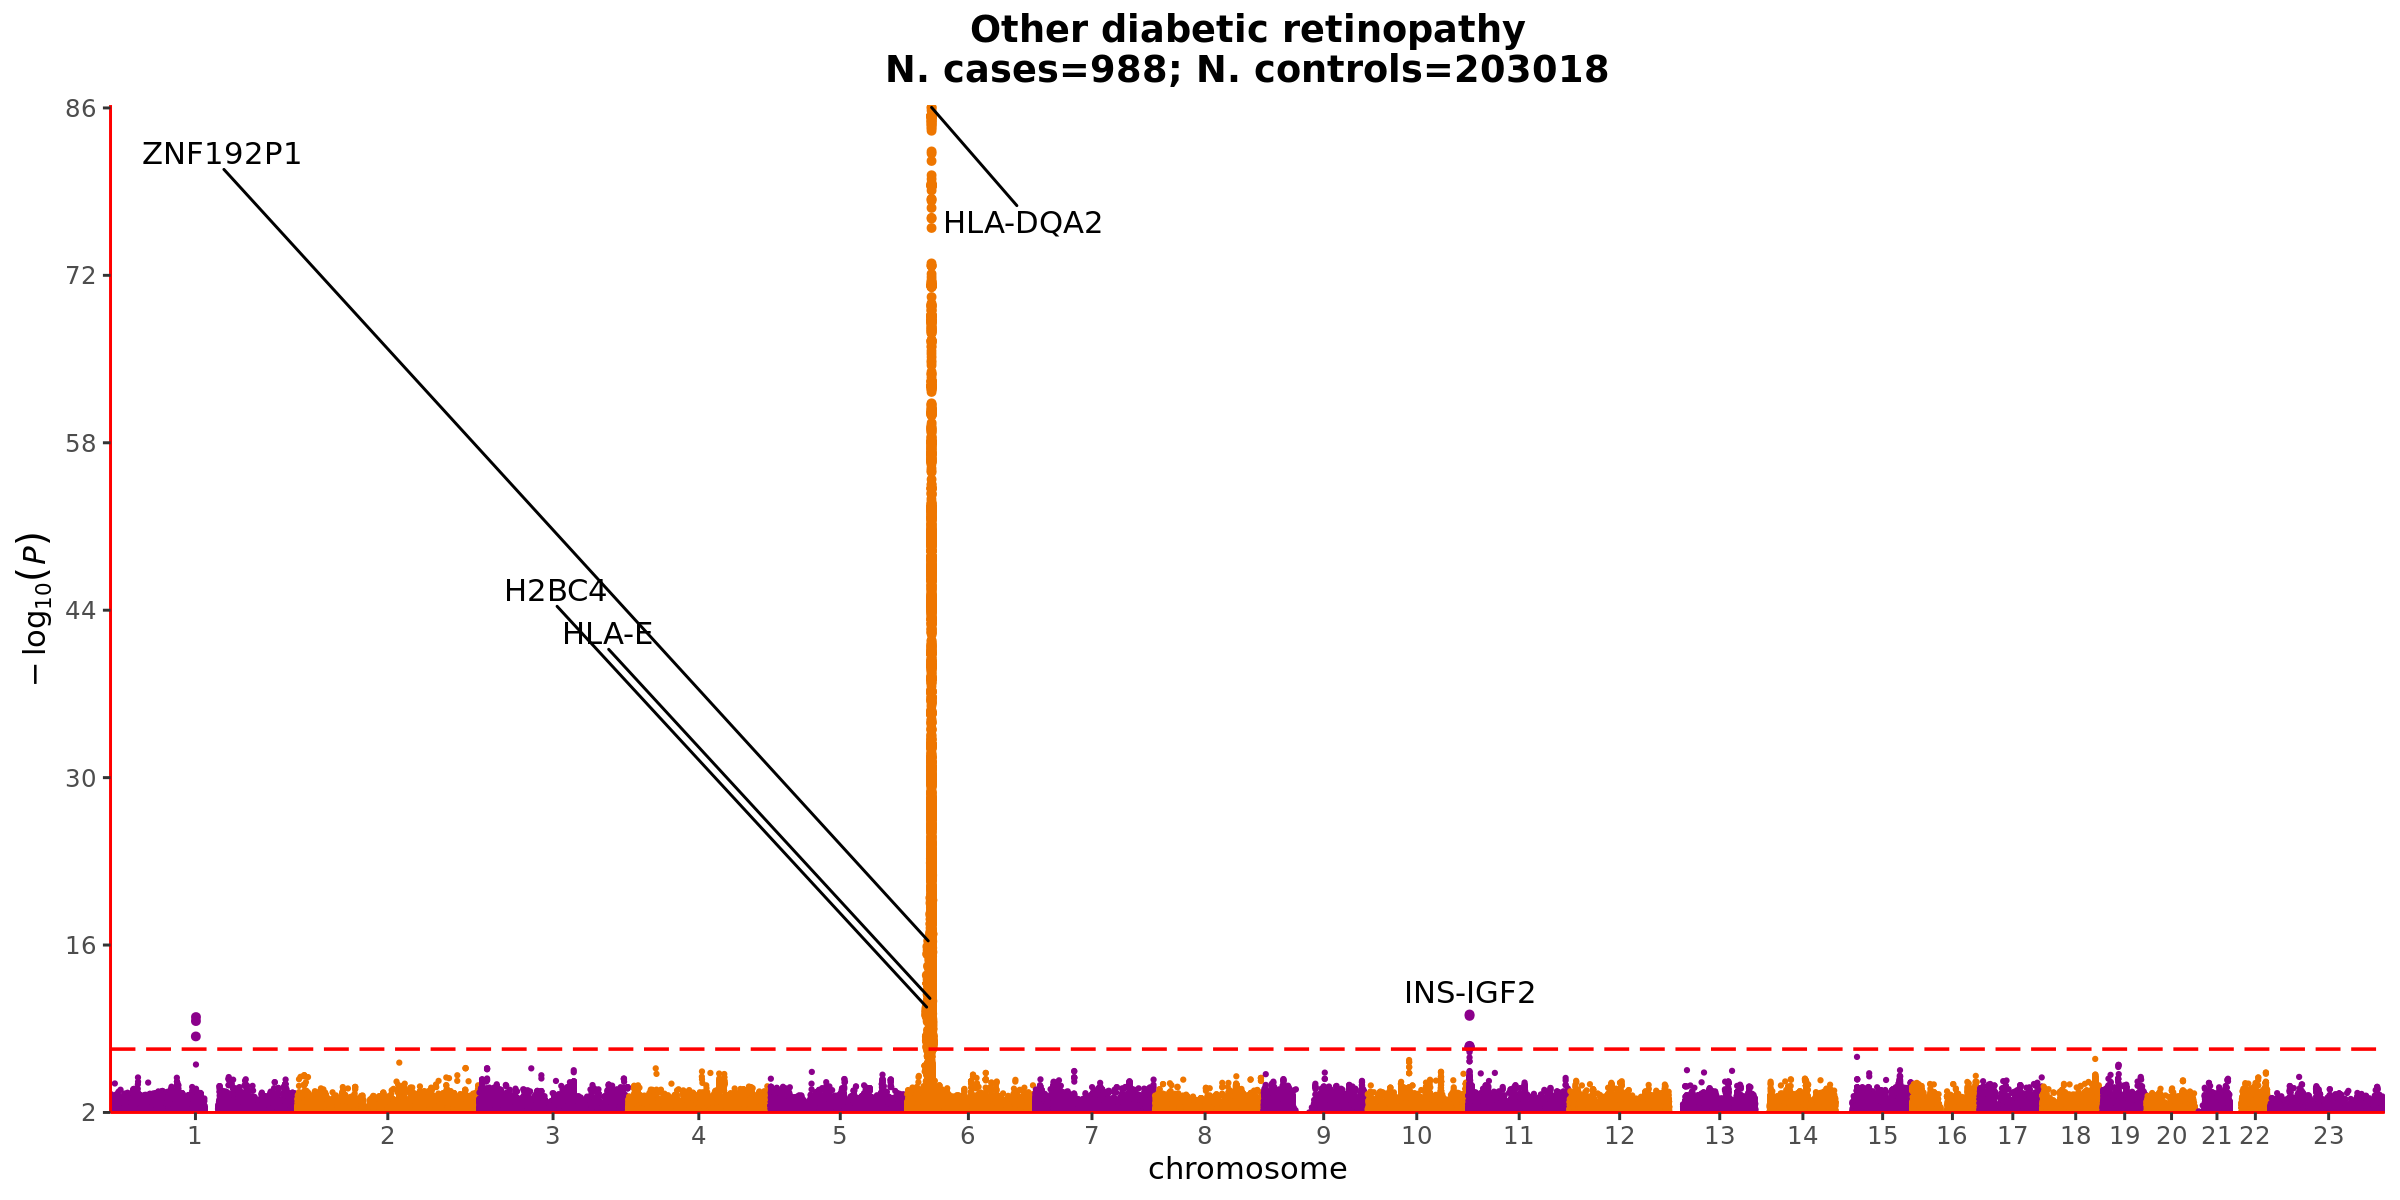 Other diabetic retinopathy
N. cases=988; N. controls=203018
86
72
58
44
30
16
2
−log10(P)
ZNF192P1
HLA-DQA2
H2BC4
HLA-E
INS-IGF2
1 2 3 4 5 6 7 8 9 10 11 12 13 14 15 16 17 18 19 20 21 22 23
chromosome